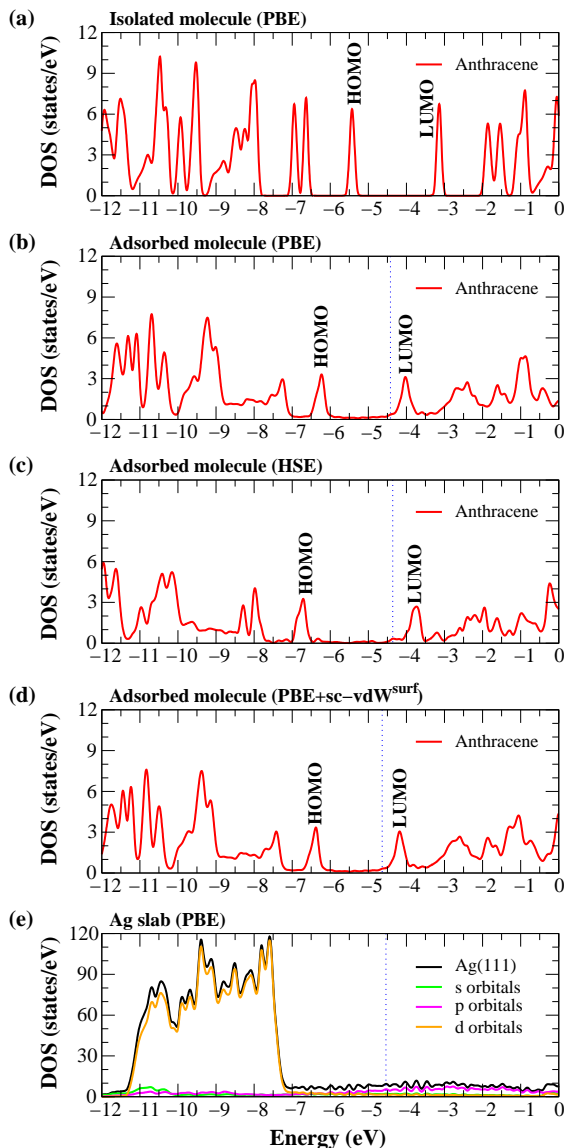 (a) Isolated molecule (PBE)
DOS (states/eV)
12
9
6
3
0
HOMO
LUMO
Anthracene
−12 −11 −10 −9 −8 −7 −6 −5 −4 −3 −2 −1 0
(b) Adsorbed molecule (PBE)
DOS (states/eV)
12
9
6
3
0
HOMO
LUMO
Anthracene
−12 −11 −10 −9 −8 −7 −6 −5 −4 −3 −2 −1 0
(c) Adsorbed molecule (HSE)
DOS (states/eV)
12
9
6
3
0
HOMO
LUMO
Anthracene
−12 −11 −10 −9 −8 −7 −6 −5 −4 −3 −2 −1 0
(d) Adsorbed molecule (PBE+sc−vdW^surf)
DOS (states/eV)
12
9
6
3
0
HOMO
LUMO
Anthracene
−12 −11 −10 −9 −8 −7 −6 −5 −4 −3 −2 −1 0
(e) Ag slab (PBE)
DOS (states/eV)
120
90
60
30
0
Ag(111)
s orbitals
p orbitals
d orbitals
−12 −11 −10 −9 −8 −7 −6 −5 −4 −3 −2 −1 0
Energy (eV)